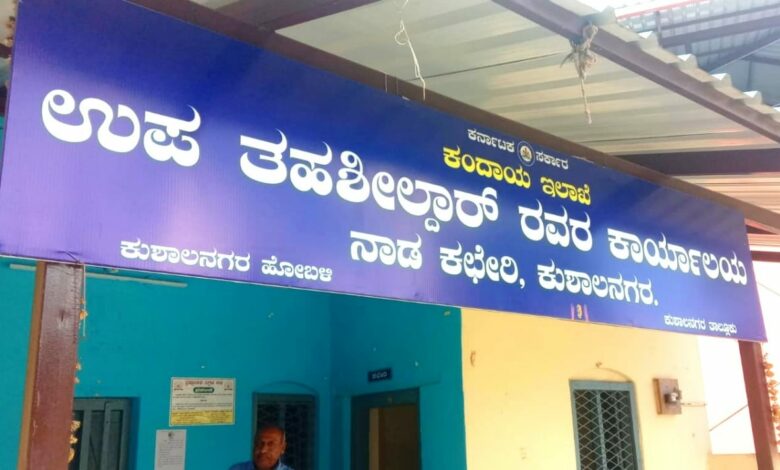 ಕರ್ನಾಟಕ ಸರ್ಕಾರ
ಕಂದಾಯ ಇಲಾಖೆ
ಉಪ ತಹಶೀಲ್ದಾರ್ ರವರ ಕಾರ್ಯಾಲಯ
ನಾಡ ಕಛೇರಿ, ಕುಶಾಲನಗರ.
ಕುಶಾಲನಗರ ಹೋಬಳಿ
ಕುಶಾಲನಗರ ತಾಲ್ಲೂಕು